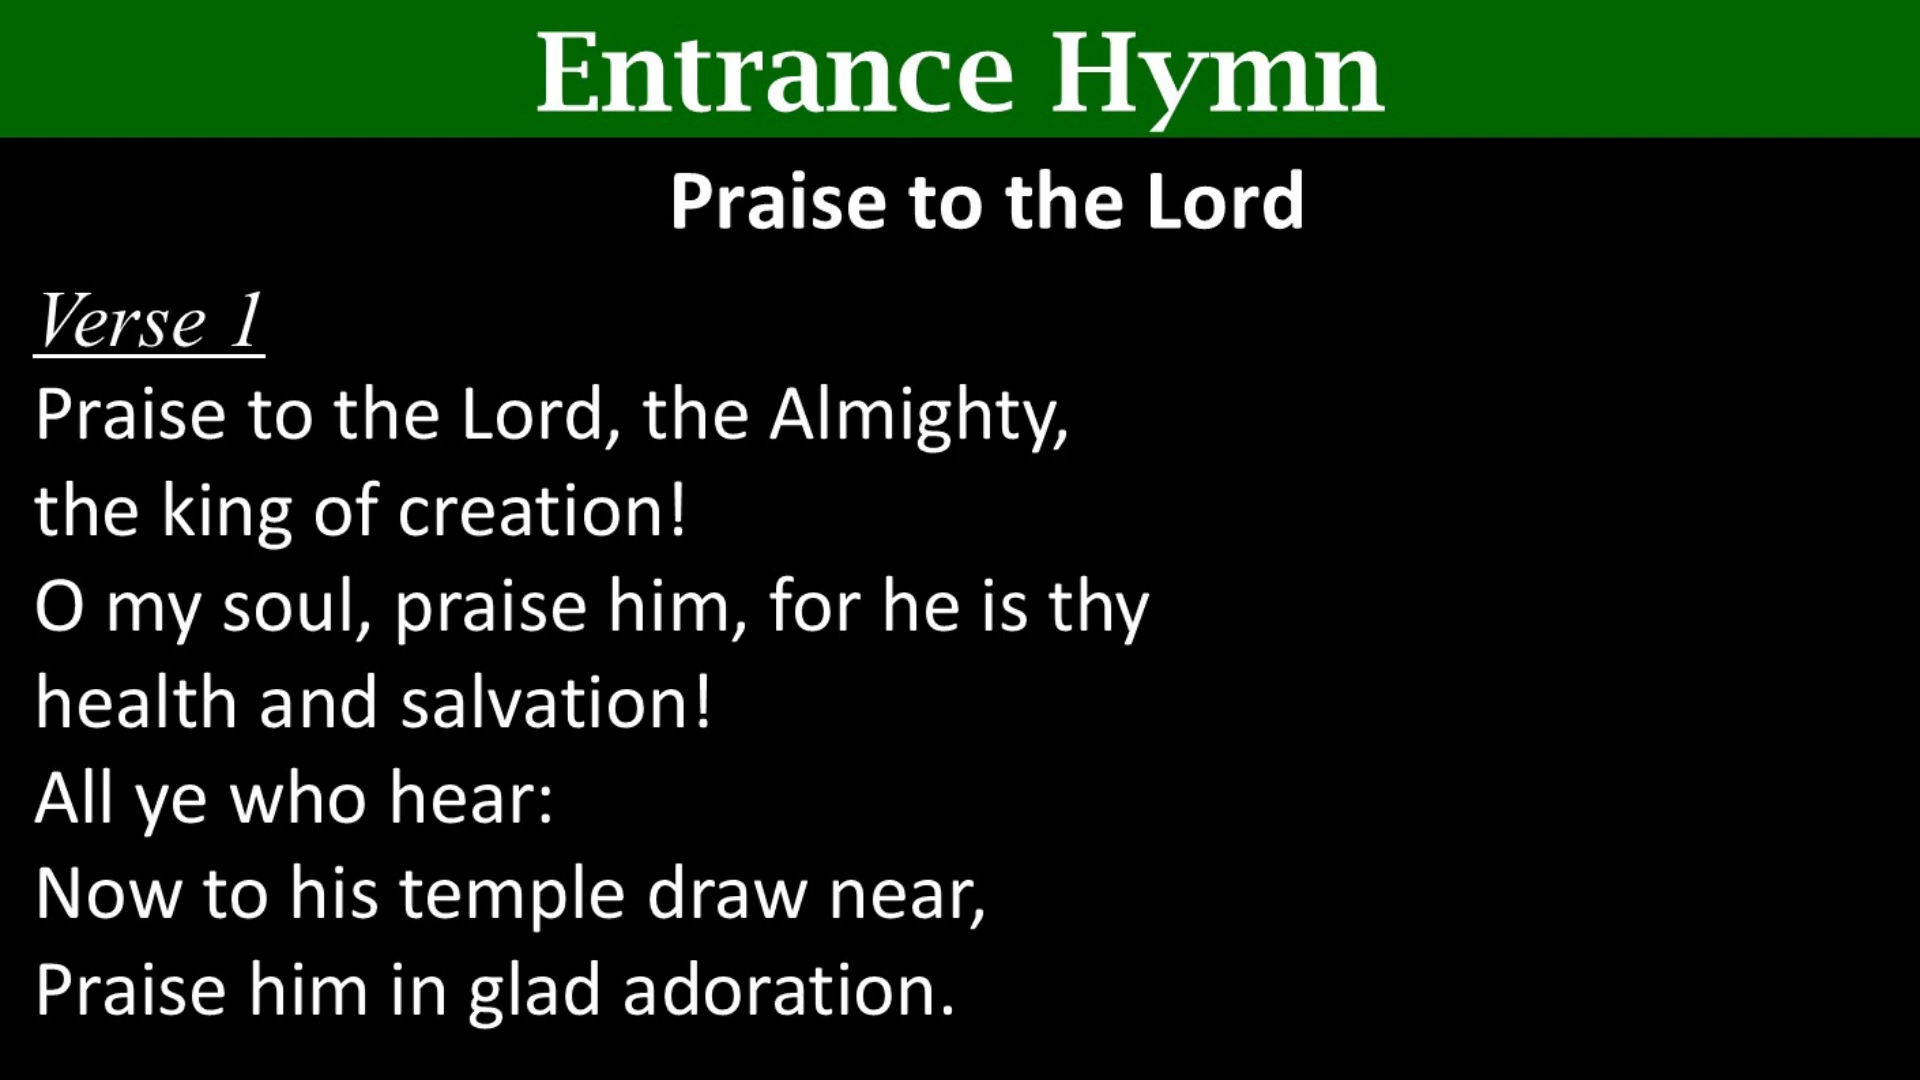 Entrance Hymn
Praise to the Lord
Verse 1
Praise to the Lord, the Almighty,
the king of creation!
O my soul, praise him, for he is thy
health and salvation!
All ye who hear:
Now to his temple draw near,
Praise him in glad adoration.